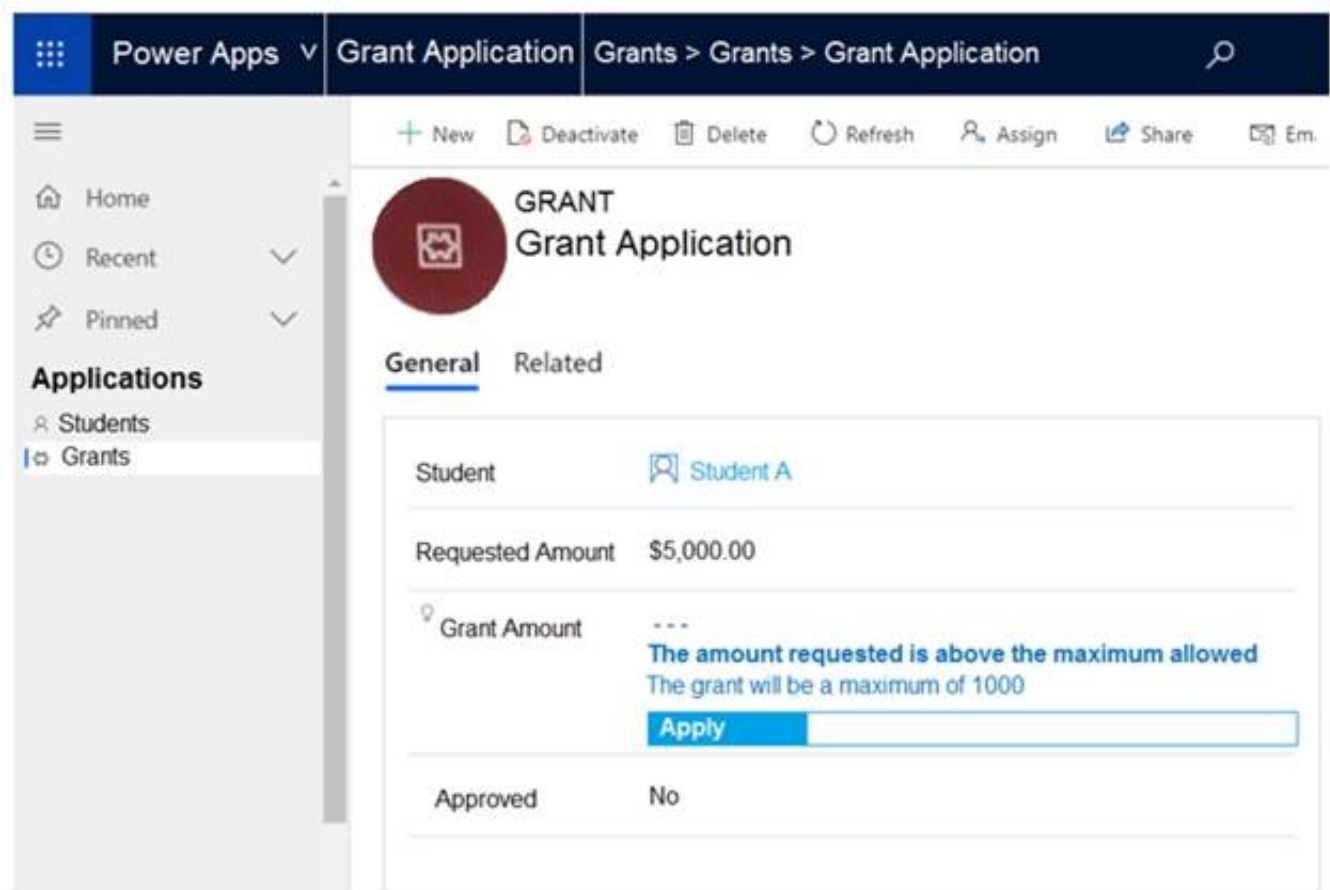 Power Apps
Grant Application
Grants > Grants > Grant Application
New
Deactivate
Delete
Refresh
Assign
Share
Em
Home
Recent
Pinned
Applications
Students
Grants
GRANT
Grant Application
General
Related
Student
Student A
Requested Amount
$5,000.00
Grant Amount
---
The amount requested is above the maximum allowed
The grant will be a maximum of 1000
Apply
Approved
No